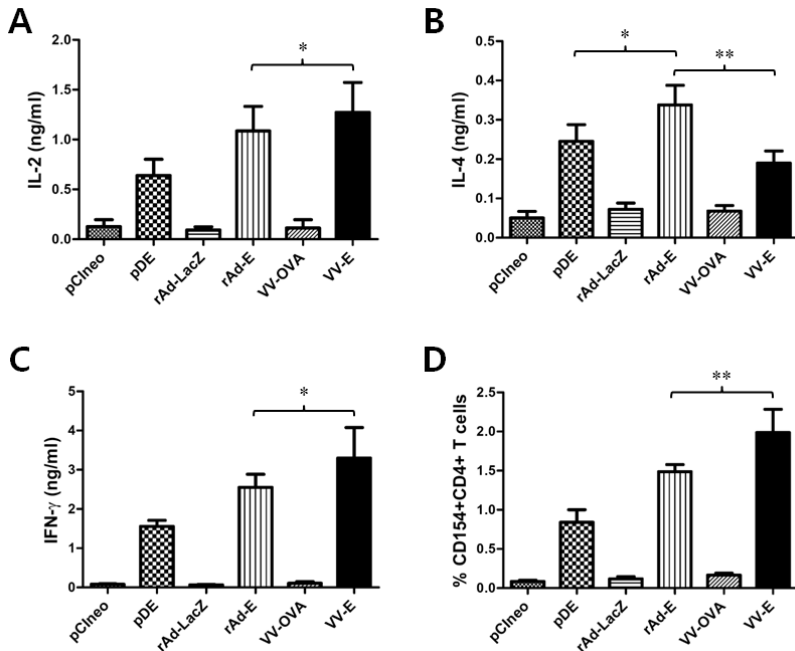 A
IL-2 (ng/ml)
2.0
1.5
1.0
0.5
0.0
*
pCIneo
pDE
rAd-LacZ
rAd-E
VV-OVA
VV-E
B
IL-4 (ng/ml)
0.5
0.4
0.3
0.2
0.1
0.0
*
**
pCIneo
pDE
rAd-LacZ
rAd-E
VV-OVA
VV-E
C
IFN-γ (ng/ml)
5
4
3
2
1
0
*
pCIneo
pDE
rAd-LacZ
rAd-E
VV-OVA
VV-E
D
% CD154+CD4+ T cells
2.5
2.0
1.5
1.0
0.5
0.0
**
pCIneo
pDE
rAd-LacZ
rAd-E
VV-OVA
VV-E